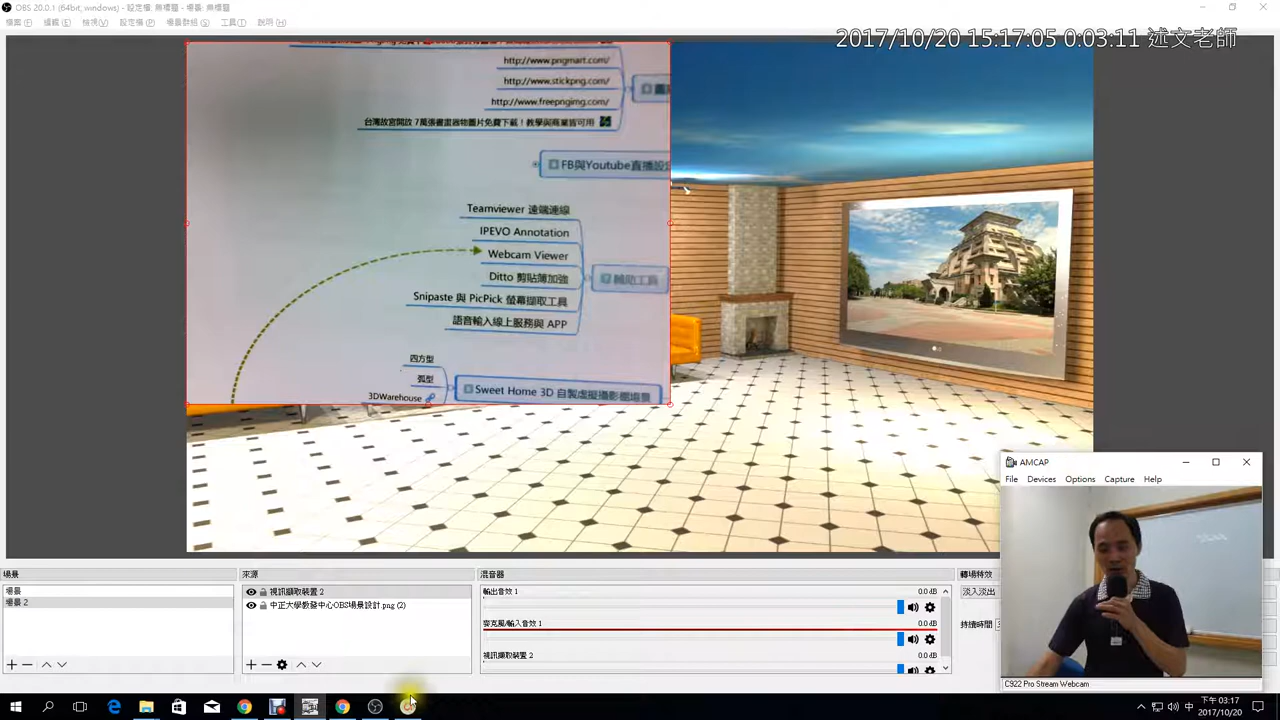 OBS 20.0.1 (64bit, windows) - 設定檔: 無標題 - 場景: 無標題
檔案(F) 編輯(E) 檢視(V) 設定檔(P) 場景群組(S) 工具(T) 說明(H)
2017/10/20 15:17:05 0:03:11 述文老師
http://www.pngmart.com/
http://www.stickpng.com/
http://www.freepngimg.com/
台灣故宮開放 7萬張書畫器物圖片免費下載！教學與商業皆可用
FB與Youtube直播設定
Teamviewer 遠端連線
IPEVO Annotation
Webcam Viewer
Ditto 剪貼簿加強
輔助工具
Snipaste 與 PicPick 螢幕擷取工具
語音輸入線上服務與 APP
四方型
弧型
Sweet Home 3D 自製虛擬攝影棚場景
3DWarehouse
AMCAP
File Devices Options Capture Help
C922 Pro Stream Webcam
場景
場景
場景 2
來源
視訊擷取裝置 2
中正大學教發中心OBS場景設計.png (2)
混音器
輸出音效 1 0.0 dB
麥克風/輸入音效 1 0.0 dB
視訊擷取裝置 2 0.0 dB
轉場特效
淡入淡出
持續時間
中
下午 03:17
2017/10/20